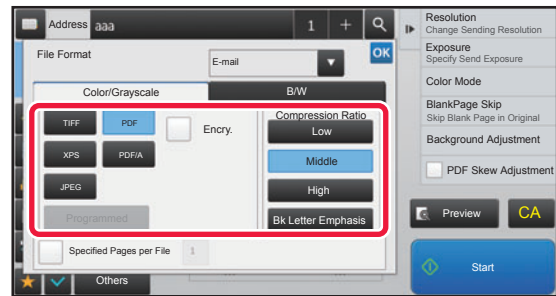 Address aaa 1 +
File Format
E-mail
OK
Color/Grayscale
B/W
TIFF
PDF
Encry.
XPS
PDF/A
JPEG
Programmed
Compression Ratio
Low
Middle
High
Bk Letter Emphasis
Specified Pages per File 1
Others
Resolution
Change Sending Resolution
Exposure
Specify Send Exposure
Color Mode
BlankPage Skip
Skip Blank Page in Original
Background Adjustment
PDF Skew Adjustment
Preview
CA
Start